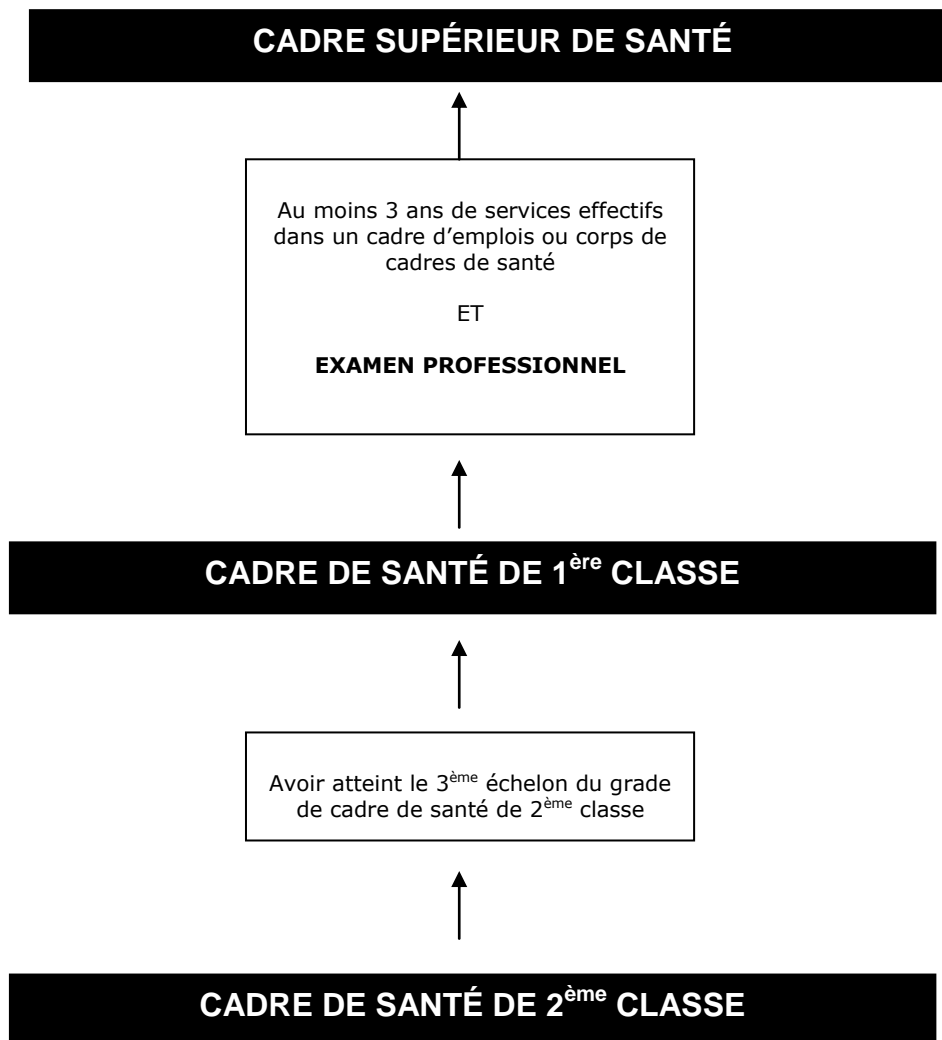 CADRE SUPÉRIEUR DE SANTÉ
Au moins 3 ans de services effectifs
dans un cadre d'emplois ou corps de
cadres de santé
ET
EXAMEN PROFESSIONNEL
CADRE DE SANTÉ DE 1ère CLASSE
Avoir atteint le 3ème échelon du grade
de cadre de santé de 2ème classe
CADRE DE SANTÉ DE 2ème CLASSE